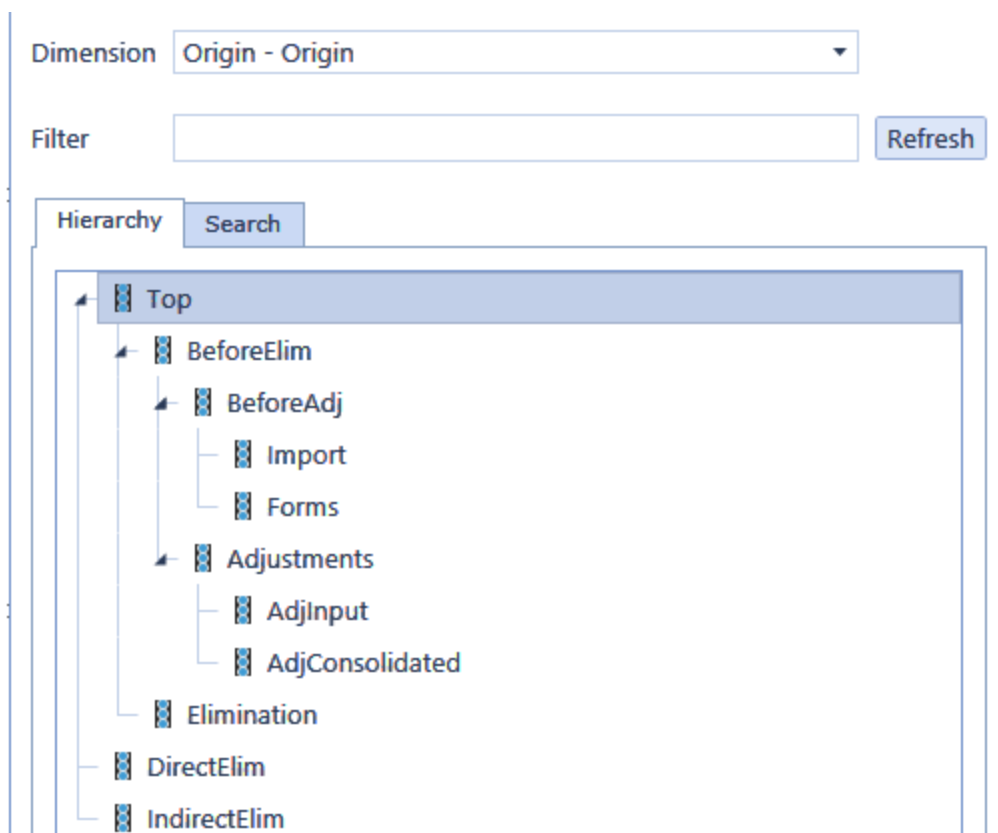 Dimension Origin - Origin
Filter Refresh
Hierarchy Search
Top
BeforeElim
BeforeAdj
Import
Forms
Adjustments
AdjInput
AdjConsolidated
Elimination
DirectElim
IndirectElim